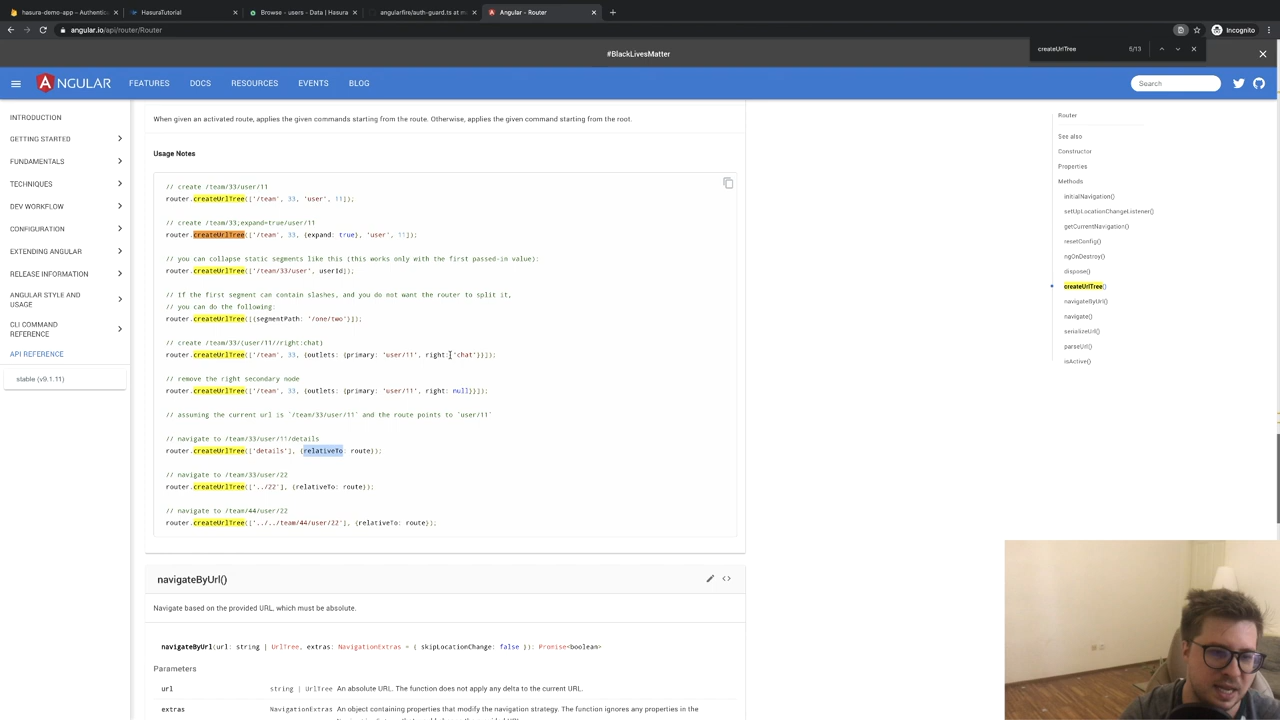 hasura-demo-app – Authentic
HasuraTutorial
Browse - users - Data | Hasura
angularfire/auth-guard.ts at m
Angular - Router
angular.io/api/router/Router
Incognito
#BlackLivesMatter
createUrlTree
5/13
ANGULAR
FEATURES
DOCS
RESOURCES
EVENTS
BLOG
Search
INTRODUCTION
GETTING STARTED
FUNDAMENTALS
TECHNIQUES
DEV WORKFLOW
CONFIGURATION
EXTENDING ANGULAR
RELEASE INFORMATION
ANGULAR STYLE AND
USAGE
CLI COMMAND
REFERENCE
API REFERENCE
stable (v9.1.11)
When given an activated route, applies the given commands starting from the route. Otherwise, applies the given command starting from the root.
Usage Notes
// create /team/33/user/11
router.createUrlTree(['/team', 33, 'user', 11]);
// create /team/33;expand=true/user/11
router.createUrlTree(['/team', 33, {expand: true}, 'user', 11]);
// you can collapse static segments like this (this works only with the first passed-in value):
router.createUrlTree(['/team/33/user', userId]);
// If the first segment can contain slashes, and you do not want the router to split it,
// you can do the following:
router.createUrlTree([{segmentPath: '/one/two'}]);
// create /team/33/(user/11//right:chat)
router.createUrlTree(['/team', 33, {outlets: {primary: 'user/11', right: 'chat'}}]);
// remove the right secondary node
router.createUrlTree(['/team', 33, {outlets: {primary: 'user/11', right: null}}]);
// assuming the current url is `/team/33/user/11` and the route points to `user/11`
// navigate to /team/33/user/11/details
router.createUrlTree(['details'], {relativeTo: route});
// navigate to /team/33/user/22
router.createUrlTree(['../22'], {relativeTo: route});
// navigate to /team/44/user/22
router.createUrlTree(['../../team/44/user/22'], {relativeTo: route});
navigateByUrl()
Navigate based on the provided URL, which must be absolute.
navigateByUrl(url: string | UrlTree, extras: NavigationExtras = { skipLocationChange: false }): Promise<boolean>
Parameters
url
string | UrlTree
An absolute URL. The function does not apply any delta to the current URL.
extras
NavigationExtras
An object containing properties that modify the navigation strategy. The function ignores any properties in the
Router
See also
Constructor
Properties
Methods
initialNavigation()
setUpLocationChangeListener()
getCurrentNavigation()
resetConfig()
ngOnDestroy()
dispose()
createUrlTree()
navigateByUrl()
navigate()
serializeUrl()
parseUrl()
isActive()